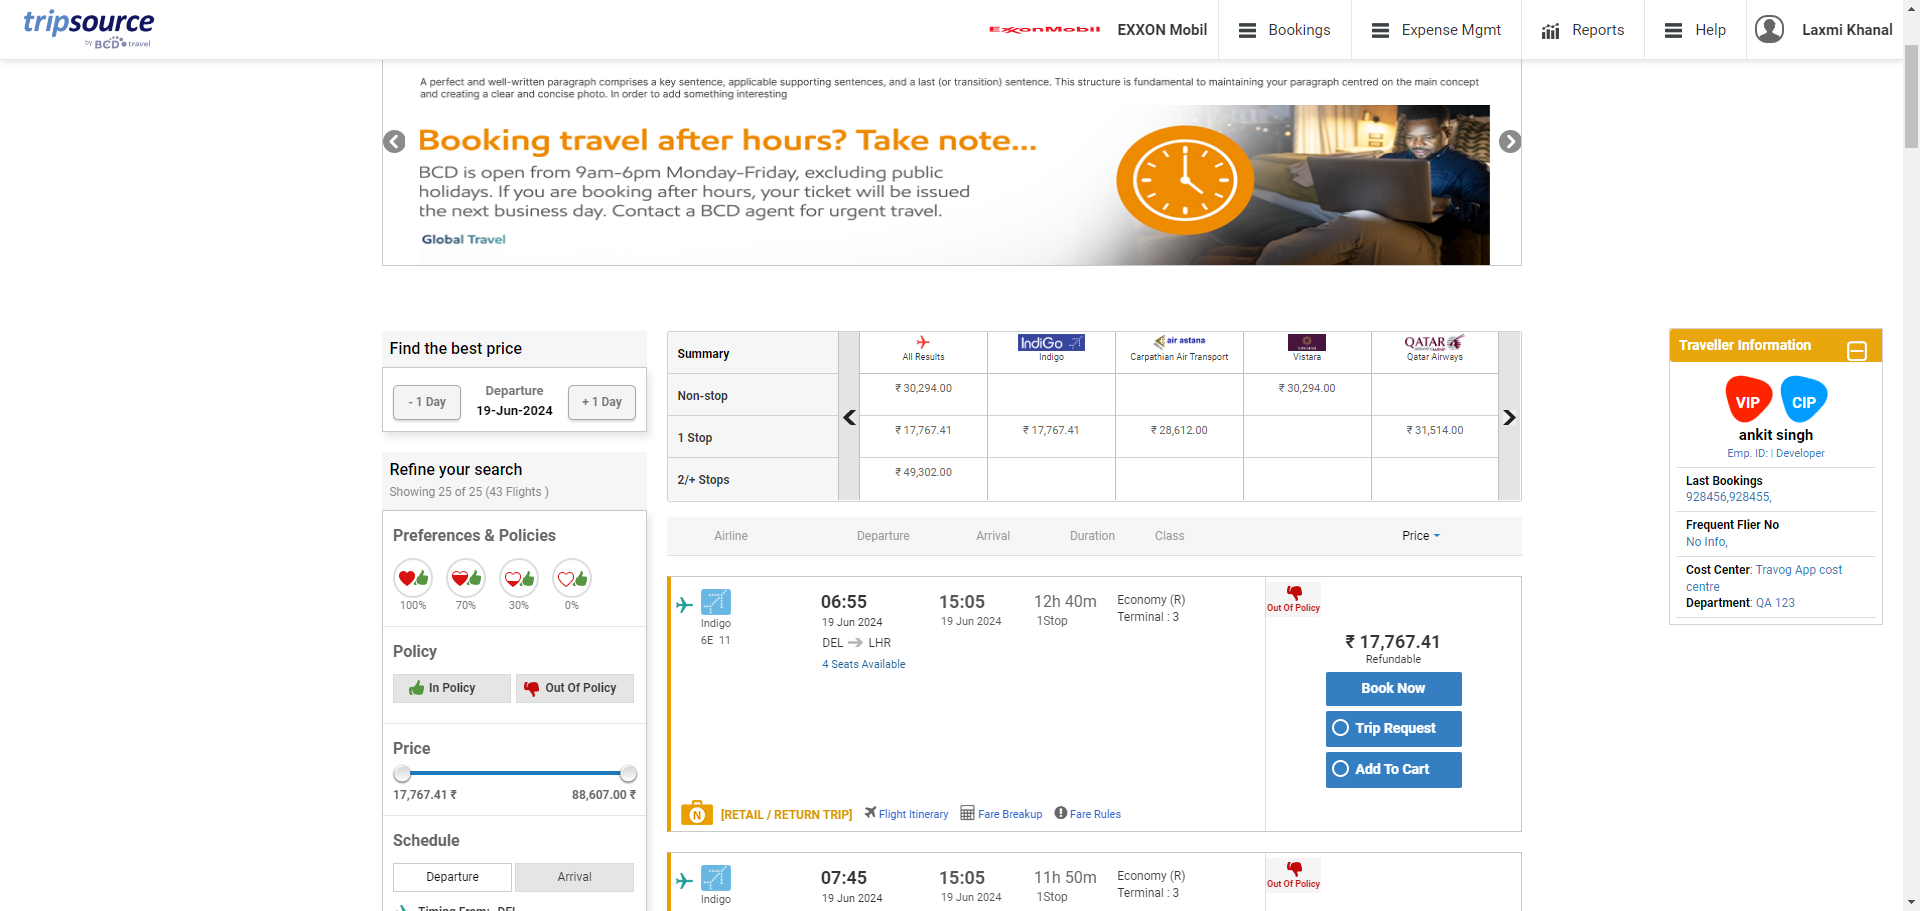 tripsource
by BCD travel
ExxonMobil
EXXON Mobil
Bookings
Expense Mgmt
Reports
Help
Laxmi Khanal
A perfect and well-written paragraph comprises a key sentence, applicable supporting sentences, and a last (or transition) sentence. This structure is fundamental to maintaining your paragraph centred on the main concept
and creating a clear and concise photo. In order to add something interesting
Booking travel after hours? Take note...
BCD is open from 9am-6pm Monday-Friday, excluding public
holidays. If you are booking after hours, your ticket will be issued
the next business day. Contact a BCD agent for urgent travel.
Global Travel
Find the best price
- 1 Day
Departure
19-Jun-2024
+ 1 Day
Refine your search
Showing 25 of 25 (43 Flights )
Preferences & Policies
100%
70%
30%
0%
Policy
In Policy
Out Of Policy
Price
17,767.41 ₹
88,607.00 ₹
Schedule
Departure
Arrival
Timing From: DEL
Summary
All Results
IndiGo
Indigo
air astana
Carpathian Air Transport
Vistara
QATAR
Qatar Airways
Non-stop
₹ 30,294.00
₹ 30,294.00
1 Stop
₹ 17,767.41
₹ 17,767.41
₹ 28,612.00
₹ 31,514.00
2/+ Stops
₹ 49,302.00
Airline
Departure
Arrival
Duration
Class
Price
Indigo
6E 11
06:55
19 Jun 2024
DEL
LHR
4 Seats Available
15:05
19 Jun 2024
12h 40m
1Stop
Economy (R)
Terminal : 3
Out Of Policy
₹ 17,767.41
Refundable
Book Now
Trip Request
Add To Cart
N
[RETAIL / RETURN TRIP]
Flight Itinerary
Fare Breakup
Fare Rules
Indigo
07:45
19 Jun 2024
15:05
19 Jun 2024
11h 50m
1Stop
Economy (R)
Terminal : 3
Out Of Policy
Traveller Information
VIP
CIP
ankit singh
Emp. ID: | Developer
Last Bookings
928456,928455,
Frequent Flier No
No Info,
Cost Center: Travog App cost
centre
Department: QA 123